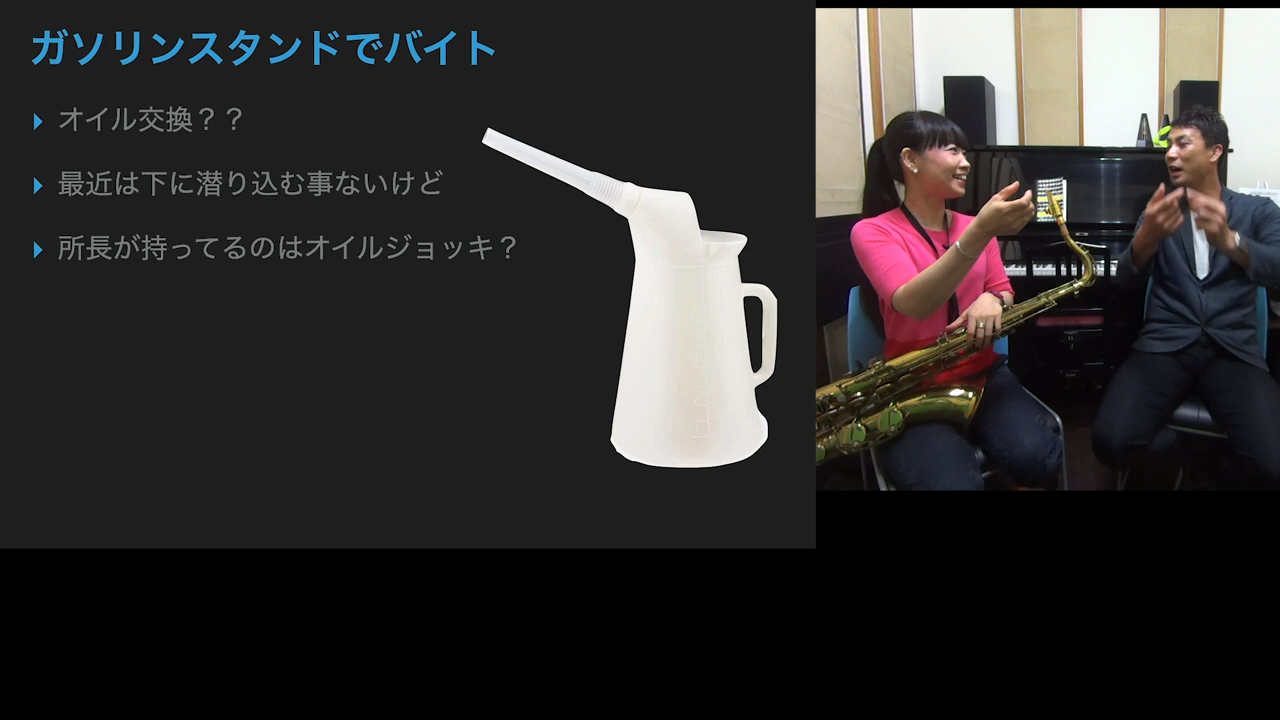 ガソリンスタンドでバイト
オイル交換？？
最近は下に潜り込む事ないけど
所長が持ってるのはオイルジョッキ？